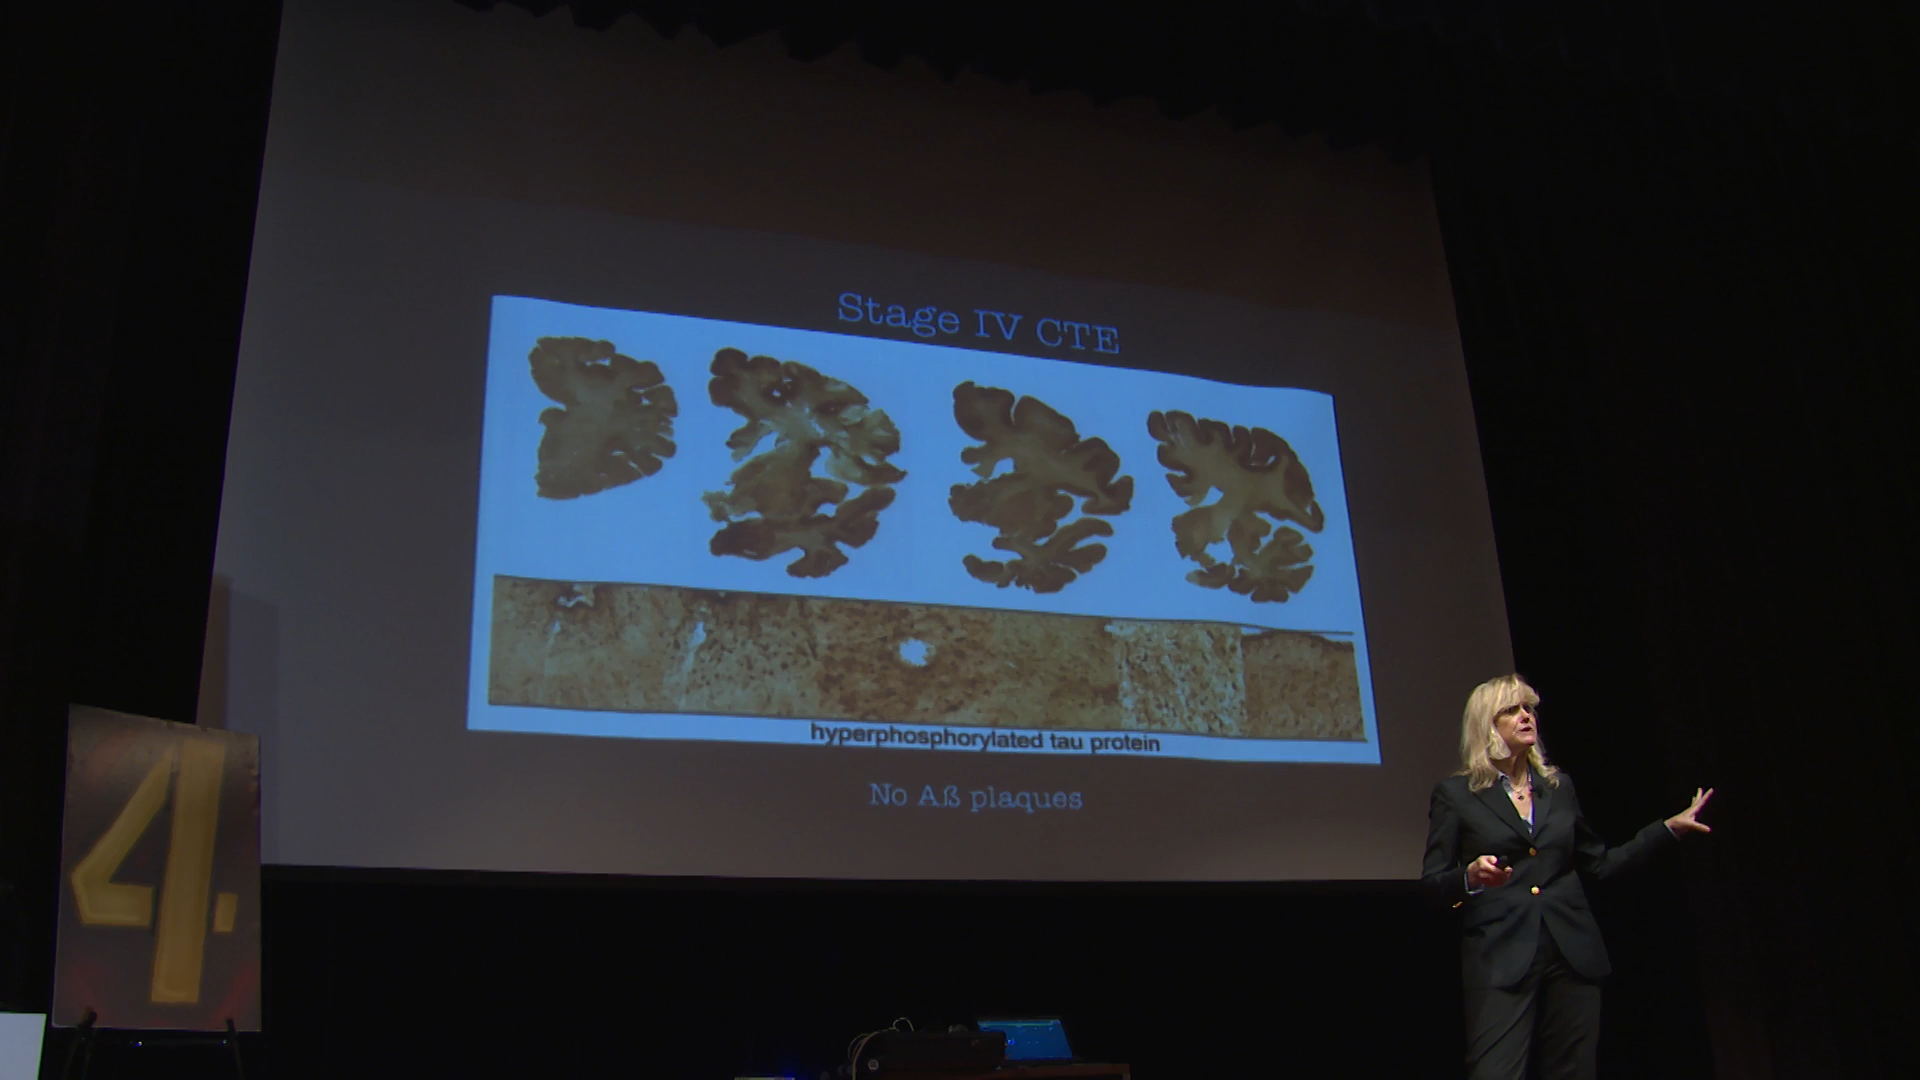 Stage IV CTE
hyperphosphorylated tau protein
No Aß plaques
4.